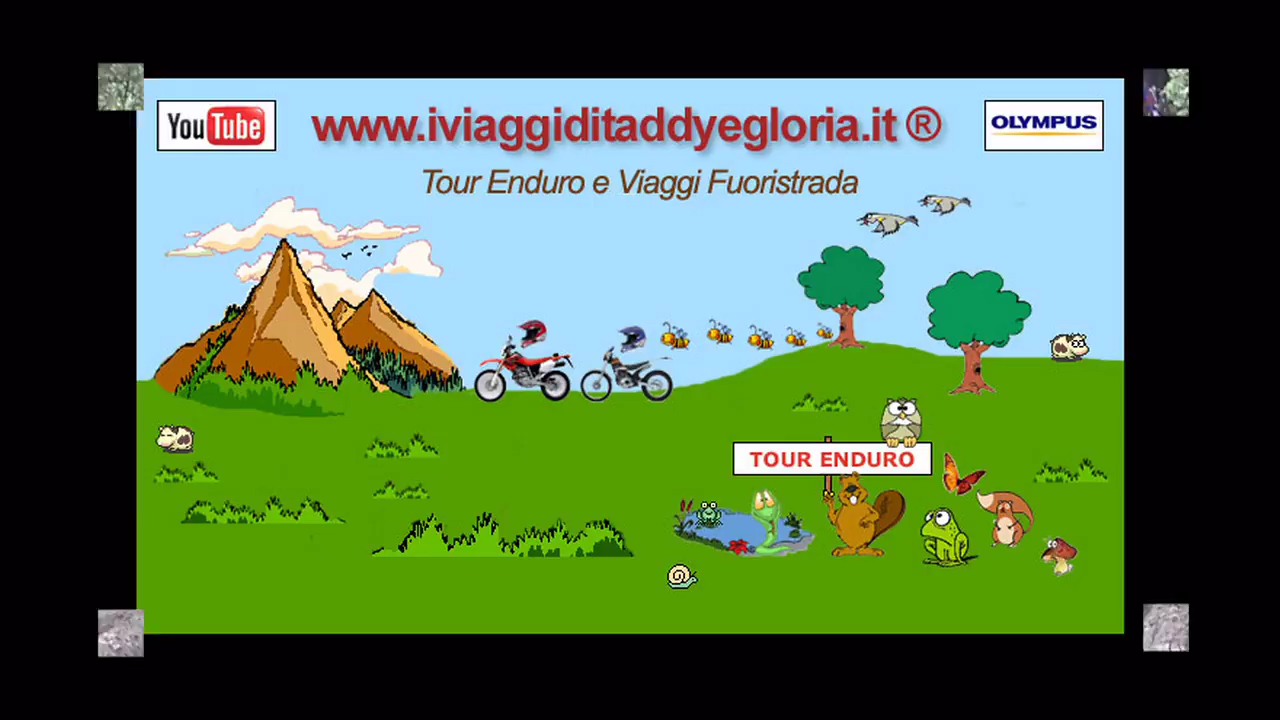 YouTube
www.iviaggiditaddyegloria.it ®
OLYMPUS
Tour Enduro e Viaggi Fuoristrada
TOUR ENDURO